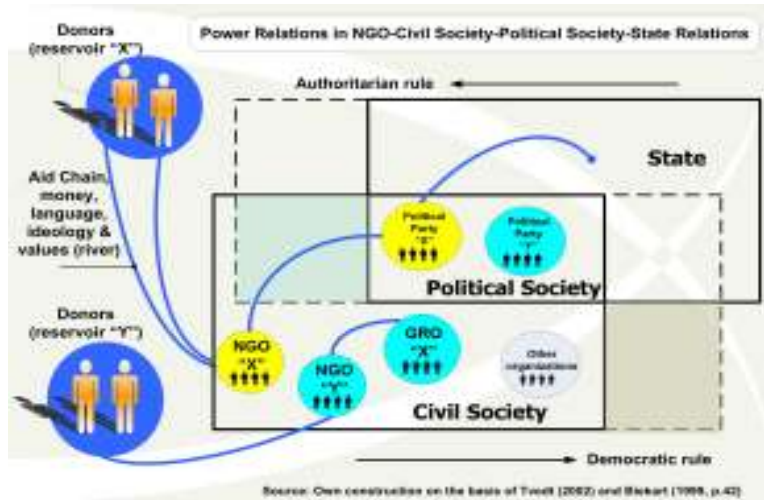 Power Relations in NGO-Civil Society-Political Society-State Relations
Donors
(reservoir "X")
Authoritarian rule
State
Aid Chain,
money,
language,
ideology &
values (river)
Political
Party
"X"
Political
Party
"Y"
Political Society
Donors
(reservoir "Y")
NGO
"X"
NGO
"Y"
GRO
"X"
Other
organizations
Civil Society
Democratic rule
Source: Own construction on the basis of Tvedt (2002) and Biekart (1999, p.42)